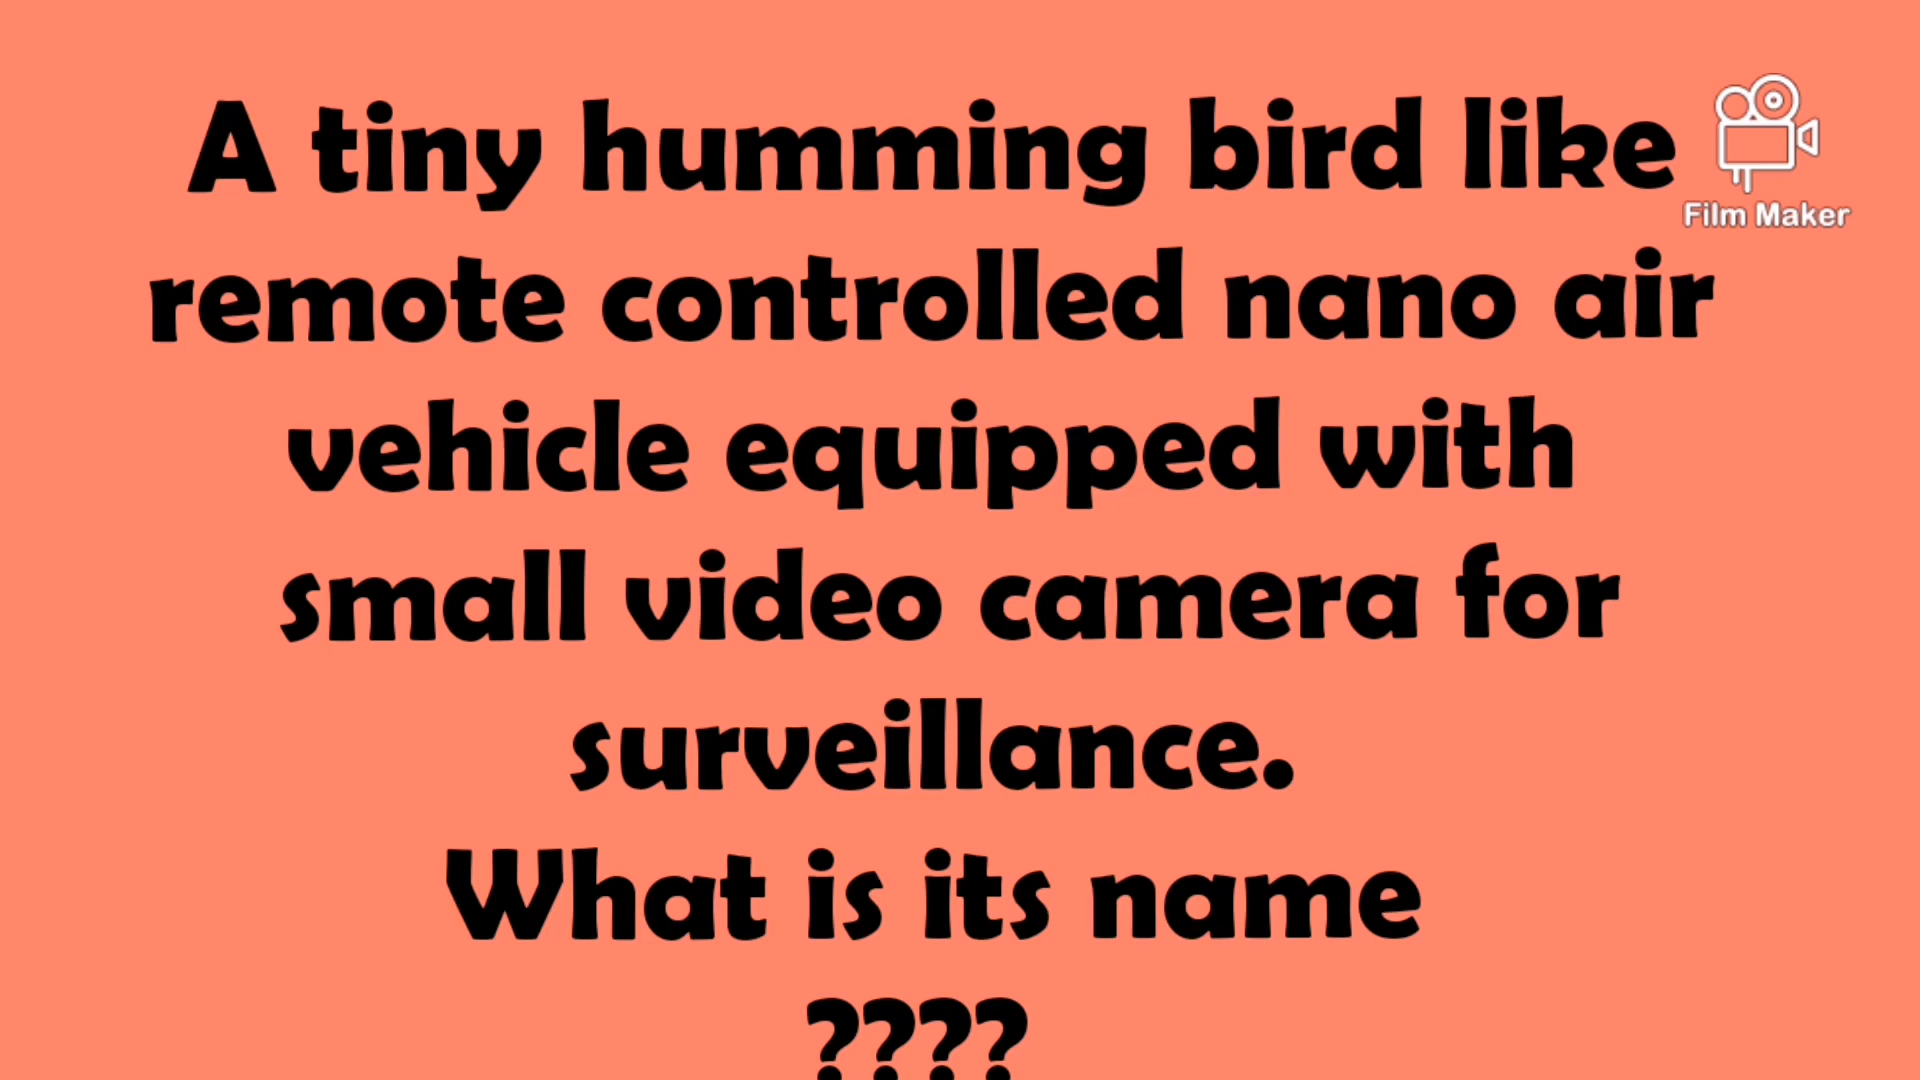 A tiny humming bird like
Film Maker
remote controlled nano air
vehicle equipped with
small video camera for
surveillance.
What is its name
????